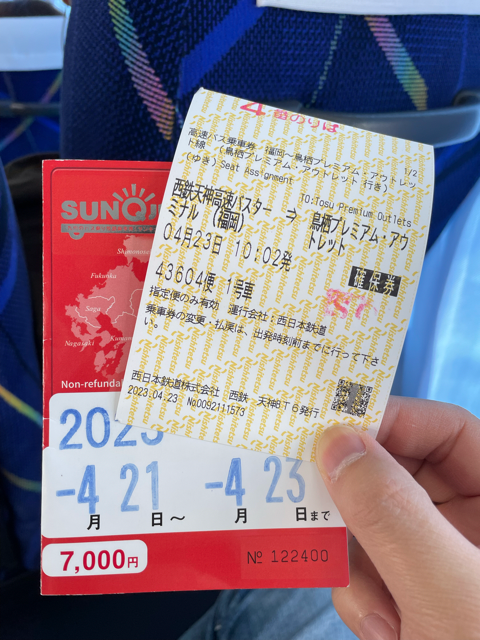 4番のりば
高速バス乗車券 福岡〜鳥栖プレミアム・アウトレッ 1/2
ト線 (鳥栖プレミアム・アウトレット 行き)
(ゆき) Seat Assignment
TO:Tosu Premium Outlets
西鉄天神高速バスター ⇒ 鳥栖プレミアム・アウ
ミナル (福岡) トレット
04月23日 10:02発
43604便 1号車
確保券
指定便のみ有効 運行会社:西日本鉄道
乗車券の変更・払戻は、出発時刻前までに行って下さ
い。
西日本鉄道株式会社 西鉄 天神BT6発行
2023.04.23 No0092111573
SUNQ
Fukuoka
Saga
Nagasaki
Non-refundab
2023
-4 21 -4 23
月 日〜 月 日まで
7,000円
№ 122400